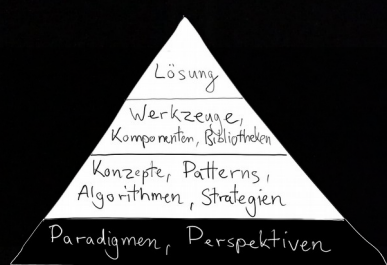 Lösung
Werkzeuge,
Komponenten, Bibliotheken
Konzepte, Patterns,
Algorithmen, Strategien
Paradigmen, Perspektiven